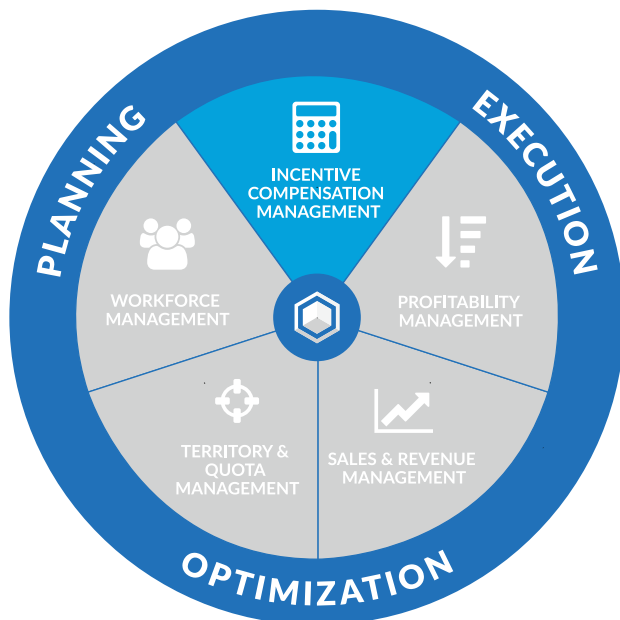 PLANNING
EXECUTION
INCENTIVE
COMPENSATION
MANAGEMENT
WORKFORCE
MANAGEMENT
PROFITABILITY
MANAGEMENT
TERRITORY &
QUOTA
MANAGEMENT
SALES & REVENUE
MANAGEMENT
OPTIMIZATION